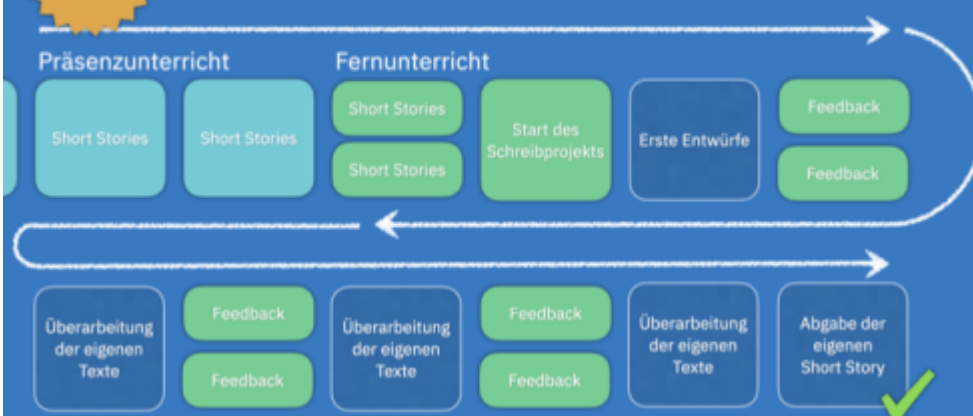 Präsenzunterricht
Fernunterricht
Short Stories
Short Stories
Short Stories
Short Stories
Start des
Schreibprojekts
Erste Entwürfe
Feedback
Feedback
Überarbeitung
der eigenen
Texte
Feedback
Feedback
Überarbeitung
der eigenen
Texte
Feedback
Feedback
Überarbeitung
der eigenen
Texte
Abgabe der
eigenen
Short Story